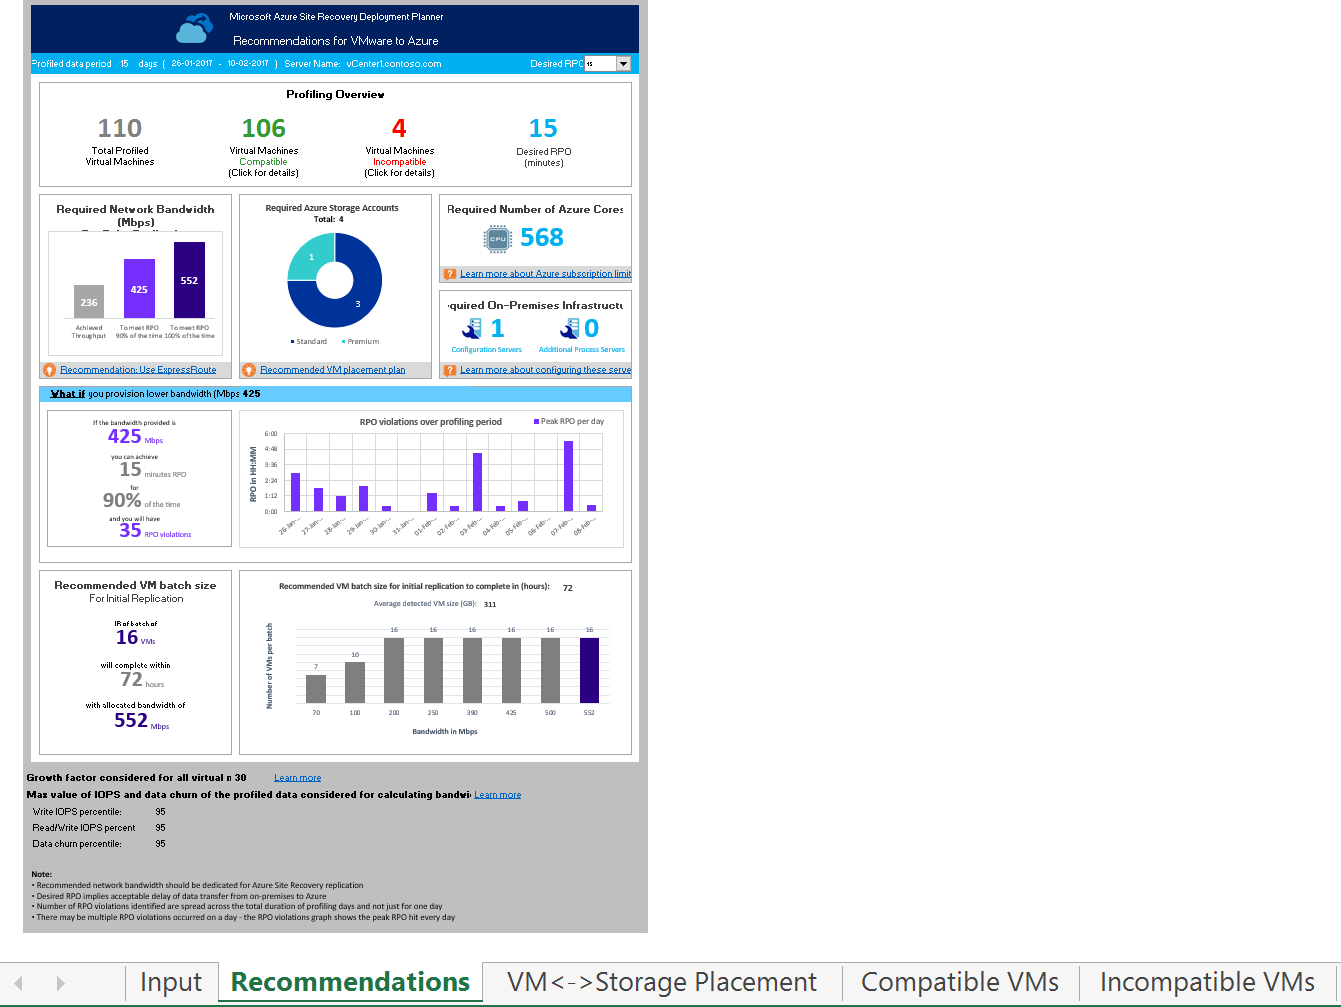 Microsoft Azure Site Recovery Deployment Planner
Recommendations for VMware to Azure
Profiled data period 15 days ( 26-01-2017 - 10-02-2017 ) Server Name: vCenter1.contoso.com Desired RPO 15
Profiling Overview
110 106 4 15
Total Profiled Virtual Machines
Virtual Machines Compatible (Click for details)
Virtual Machines Incompatible (Click for details)
Desired RPO (minutes)
Required Network Bandwidth
(Mbps)
236 425 552
Achieved Throughput
To meet RPO 90% of the time
To meet RPO 100% of the time
Recommendation: Use ExpressRoute
Required Azure Storage Accounts
Total: 4
1
3
Standard Premium
Recommended VM placement plan
Required Number of Azure Cores
CPU 568
Learn more about Azure subscription limit
quired On-Premises Infrastructu
1 0
Configuration Servers Additional Process Servers
Learn more about configuring these serve
What if you provision lower bandwidth (Mbps 425
If the bandwidth provided is
425 Mbps
you can achieve
15 minutes RPO
for
90% of the time
and you will have
35 RPO violations
RPO violations over profiling period
Peak RPO per day
RPO in HH:MM
6:00
4:48
3:36
2:24
1:12
0:00
26-Jan-... 27-Jan-... 28-Jan-... 29-Jan-... 30-Jan-... 31-Jan-... 01-Feb-... 02-Feb-... 03-Feb-... 04-Feb-... 05-Feb-... 06-Feb-... 07-Feb-... 08-Feb-...
Recommended VM batch size
For Initial Replication
IR of batch of
16 VMs
will complete within
72 hours
with allocated bandwidth of
552 Mbps
Recommended VM batch size for initial replication to complete in (hours): 72
Average detected VM size (GB): 311
Number of VMs per batch
7 10 16 16 16 16 16 16
70 100 200 250 390 425 500 552
Bandwidth in Mbps
Growth factor considered for all virtual m 30 Learn more
Max value of IOPS and data churn of the profiled data considered for calculating bandwi Learn more
Write IOPS percentile: 95
Read/Write IOPS percent 95
Data churn percentile: 95
Note:
• Recommended network bandwidth should be dedicated for Azure Site Recovery replication
• Desired RPO implies acceptable delay of data transfer from on-premises to Azure
• Number of RPO violations identified are spread across the total duration of profiling days and not just for one day
• There may be multiple RPO violations occurred on a day - the RPO violations graph shows the peak RPO hit every day
Input Recommendations VM<->Storage Placement Compatible VMs Incompatible VMs